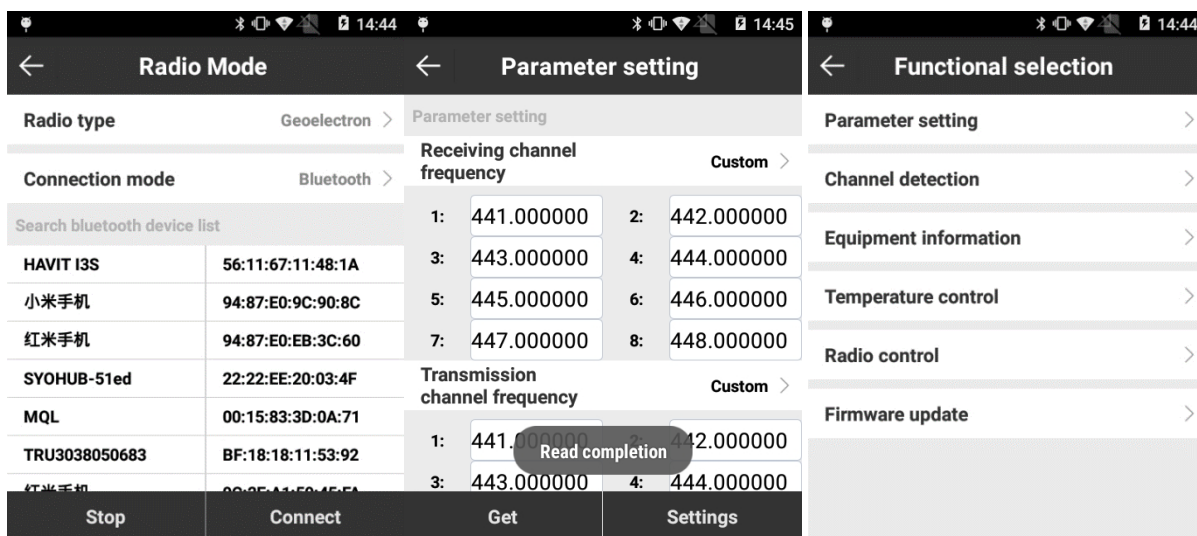 14:44
Radio Mode
Radio type Geoelectron
Connection mode Bluetooth
Search bluetooth device list
HAVIT I3S 56:11:67:11:48:1A
小米手机 94:87:E0:9C:90:8C
红米手机 94:87:E0:EB:3C:60
SYOHUB-51ed 22:22:EE:20:03:4F
MQL 00:15:83:3D:0A:71
TRU3038050683 BF:18:18:11:53:92
红米手机
Stop Connect
14:45
Parameter setting
Parameter setting
Receiving channel
frequency
Custom
1: 441.000000 2: 442.000000
3: 443.000000 4: 444.000000
5: 445.000000 6: 446.000000
7: 447.000000 8: 448.000000
Transmission
channel frequency
Custom
1: 441.000000 2: 442.000000
Read completion
3: 443.000000 4: 444.000000
Get Settings
14:44
Functional selection
Parameter setting
Channel detection
Equipment information
Temperature control
Radio control
Firmware update